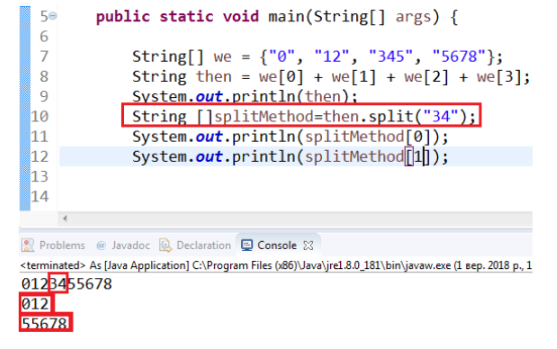 5 public static void main(String[] args) {
6
7 String[] we = {"0", "12", "345", "5678"};
8 String then = we[0] + we[1] + we[2] + we[3];
9 System.out.println(then);
10 String []splitMethod=then.split("34");
11 System.out.println(splitMethod[0]);
12 System.out.println(splitMethod[1]);
13
14
Problems @ Javadoc Declaration Console
<terminated> As [Java Application] C:\Program Files (x86)\Java\jre1.8.0_181\bin\javaw.exe (1 вер. 2018 р., 1
0123455678
012
55678